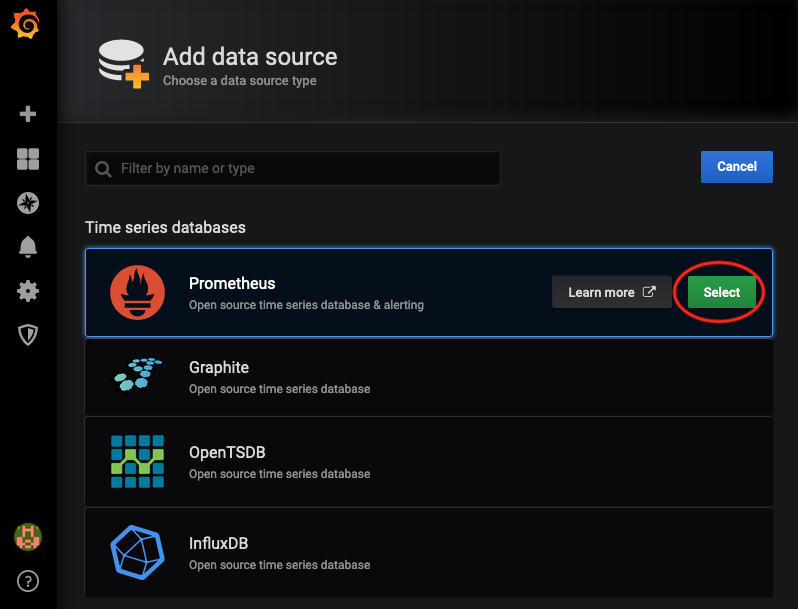 Add data source
Choose a data source type
Filter by name or type
Cancel
Time series databases
Prometheus
Open source time series database & alerting
Learn more
Select
Graphite
Open source time series database
OpenTSDB
Open source time series database
InfluxDB
Open source time series database
?